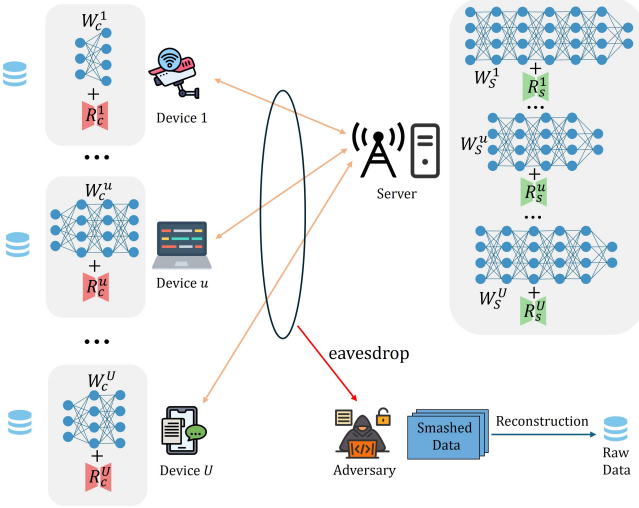 W_c^1
+
R_c^1
Device 1
...
W_c^u
+
R_c^u
Device u
...
W_c^U
+
R_c^U
Device U
Server
W_S^1
+
R_s^1
...
W_S^u
+
R_s^u
...
W_S^U
+
R_s^U
eavesdrop
Adversary
Smashed
Data
Reconstruction
Raw
Data